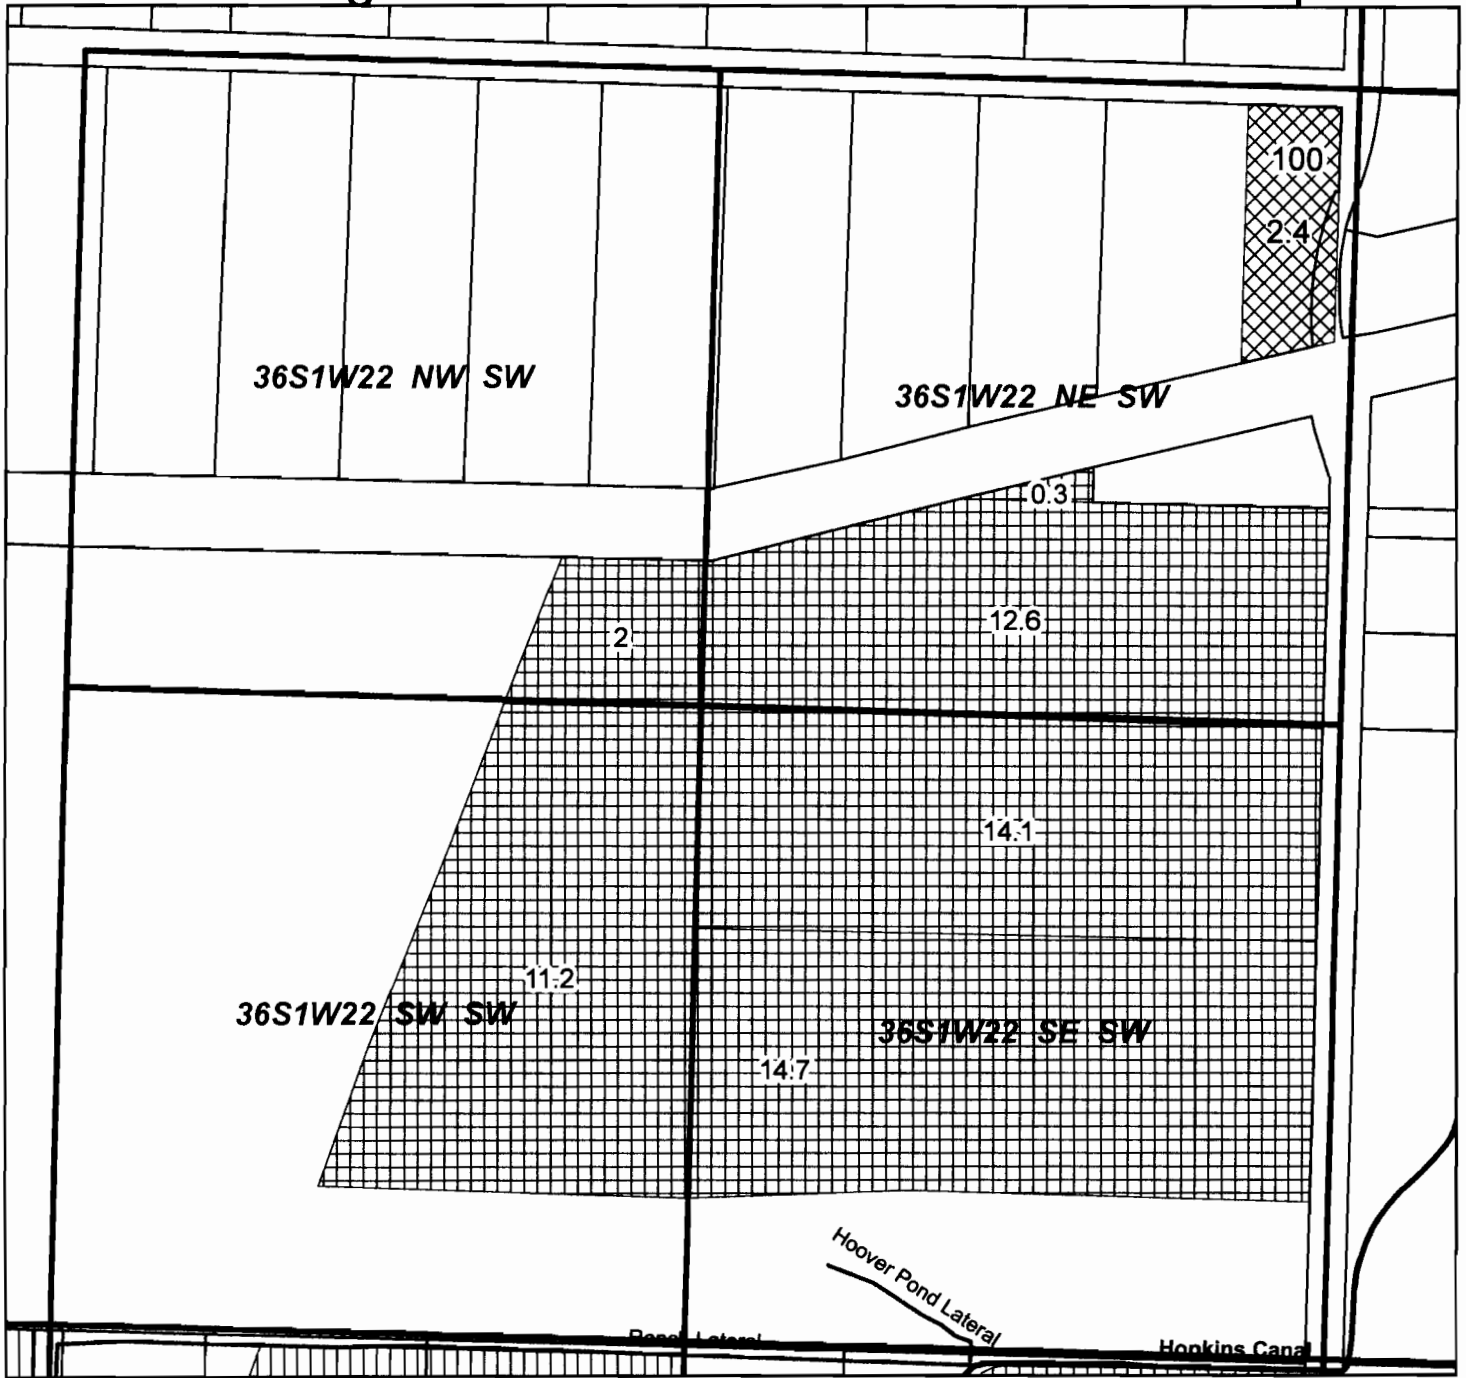 100
2.4
36S1W22 NW SW
36S1W22 NE SW
0.3
12.6
2
14.1
11.2
36S1W22 SW SW
36S1W22 SE SW
14.7
Hoover Pond Lateral
Lateral
Hopkins Canal